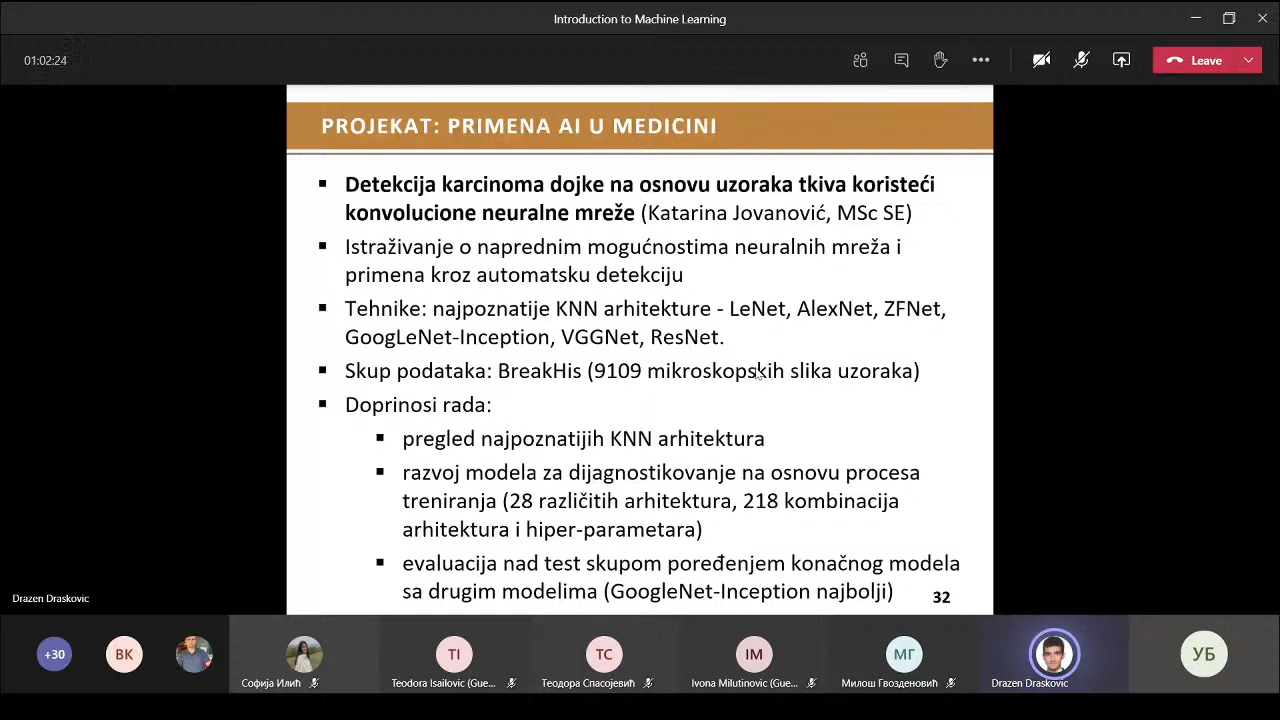 Introduction to Machine Learning
01:02:24
Leave
PROJEKAT: PRIMENA AI U MEDICINI
Detekcija karcinoma dojke na osnovu uzoraka tkiva koristeći
konvolucione neuralne mreže (Katarina Jovanović, MSc SE)
Istraživanje o naprednim mogućnostima neuralnih mreža i
primena kroz automatsku detekciju
Tehnike: najpoznatije KNN arhitekture - LeNet, AlexNet, ZFNet,
GoogLeNet-Inception, VGGNet, ResNet.
Skup podataka: BreakHis (9109 mikroskopskih slika uzoraka)
Doprinosi rada:
pregled najpoznatijih KNN arhitektura
razvoj modela za dijagnostikovanje na osnovu procesa
treniranja (28 različitih arhitektura, 218 kombinacija
arhitektura i hiper-parametara)
evaluacija nad test skupom poređenjem konačnog modela
sa drugim modelima (GoogleNet-Inception najbolji)
32
Drazen Draskovic
+30
BK
TI
TC
IM
МГ
УБ
Софија Илић
Teodora Isailovic (Gue...
Теодора Спасојевић
Ivona Milutinovic (Gue...
Милош Гвозденовић
Drazen Draskovic